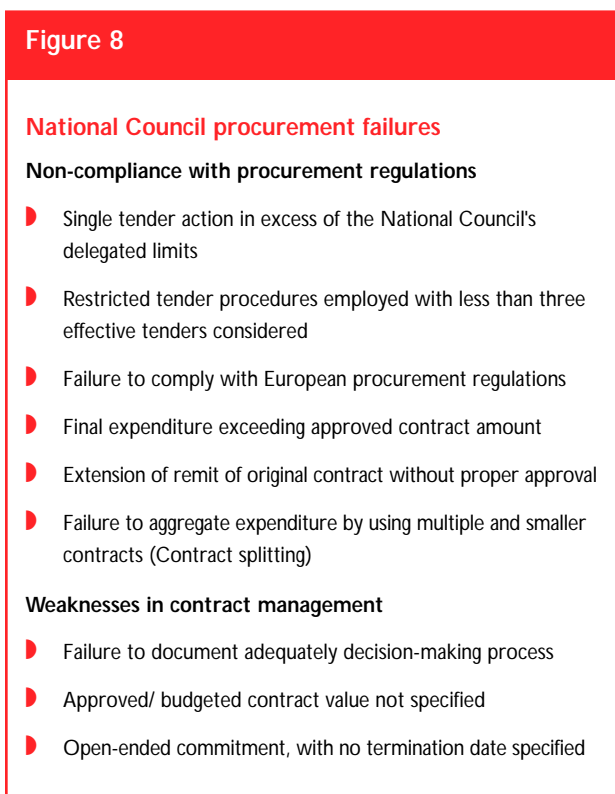 Figure 8
National Council procurement failures
Non-compliance with procurement regulations
Single tender action in excess of the National Council's
delegated limits
Restricted tender procedures employed with less than three
effective tenders considered
Failure to comply with European procurement regulations
Final expenditure exceeding approved contract amount
Extension of remit of original contract without proper approval
Failure to aggregate expenditure by using multiple and smaller
contracts (Contract splitting)
Weaknesses in contract management
Failure to document adequately decision-making process
Approved/ budgeted contract value not specified
Open-ended commitment, with no termination date specified